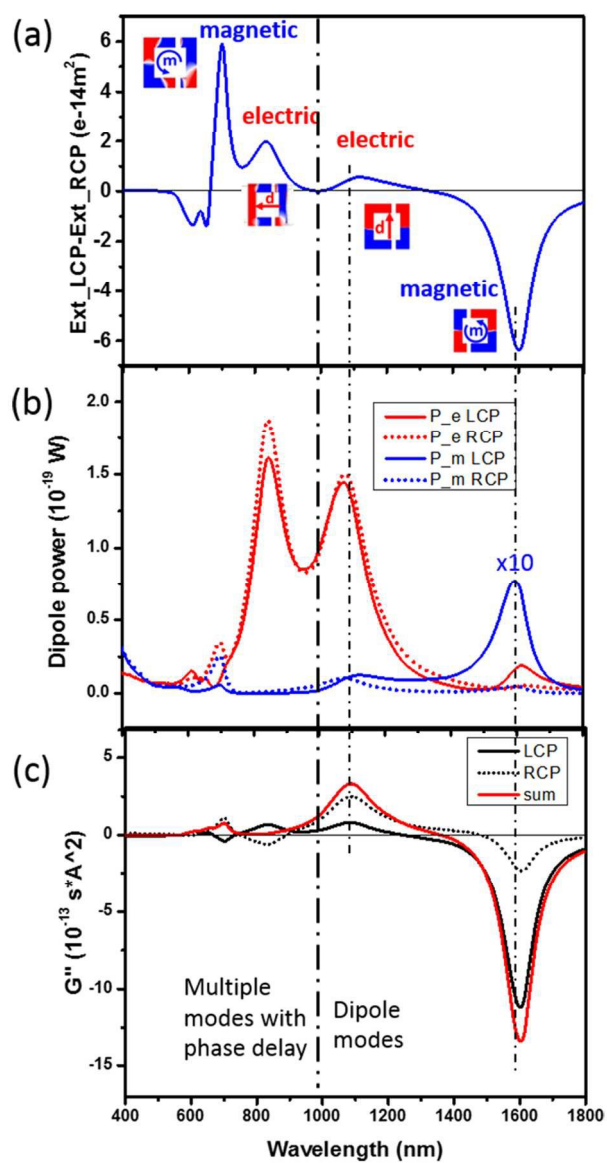 (a)
magnetic
m
electric
electric
d
d
magnetic
m
Ext_LCP-Ext_RCP (e-14m²)
6
4
2
0
-2
-4
-6
(b)
P_e LCP
P_e RCP
P_m LCP
P_m RCP
x10
Dipole power (10⁻¹⁹ W)
2.0
1.5
1.0
0.5
0.0
(c)
LCP
RCP
sum
G" (10⁻¹³ s*A^2)
5
0
-5
-10
-15
Multiple
modes with
phase delay
Dipole
modes
400 600 800 1000 1200 1400 1600 1800
Wavelength (nm)